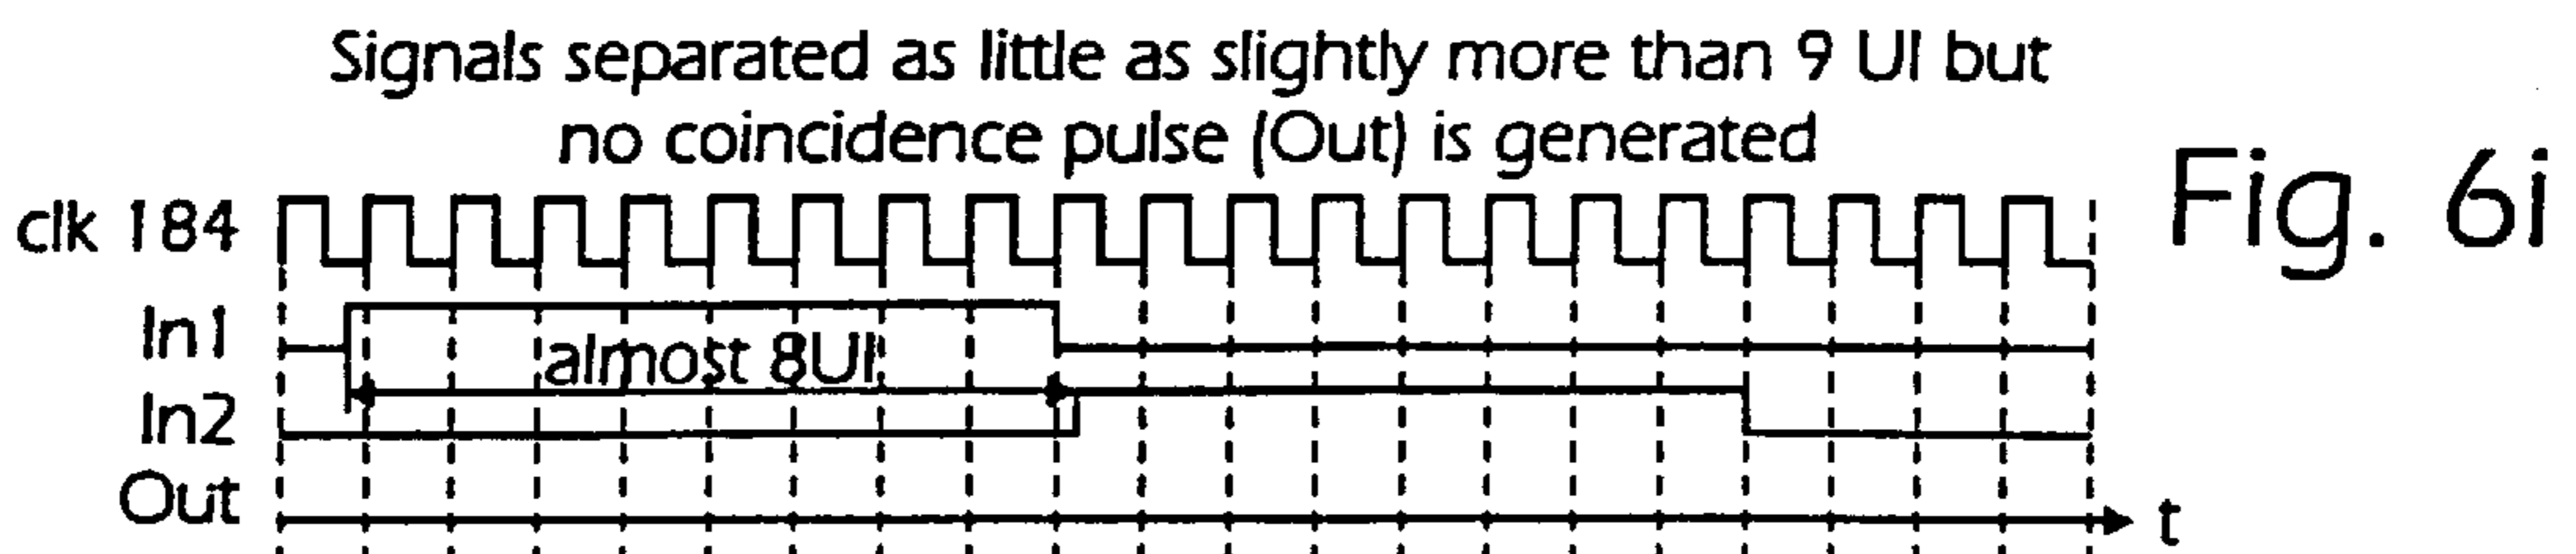 Signals separated as little as slightly more than 9 UI but
no coincidence pulse (Out) is generated
Fig. 6i
clk 184
In1
almost 8UI
In2
Out
t